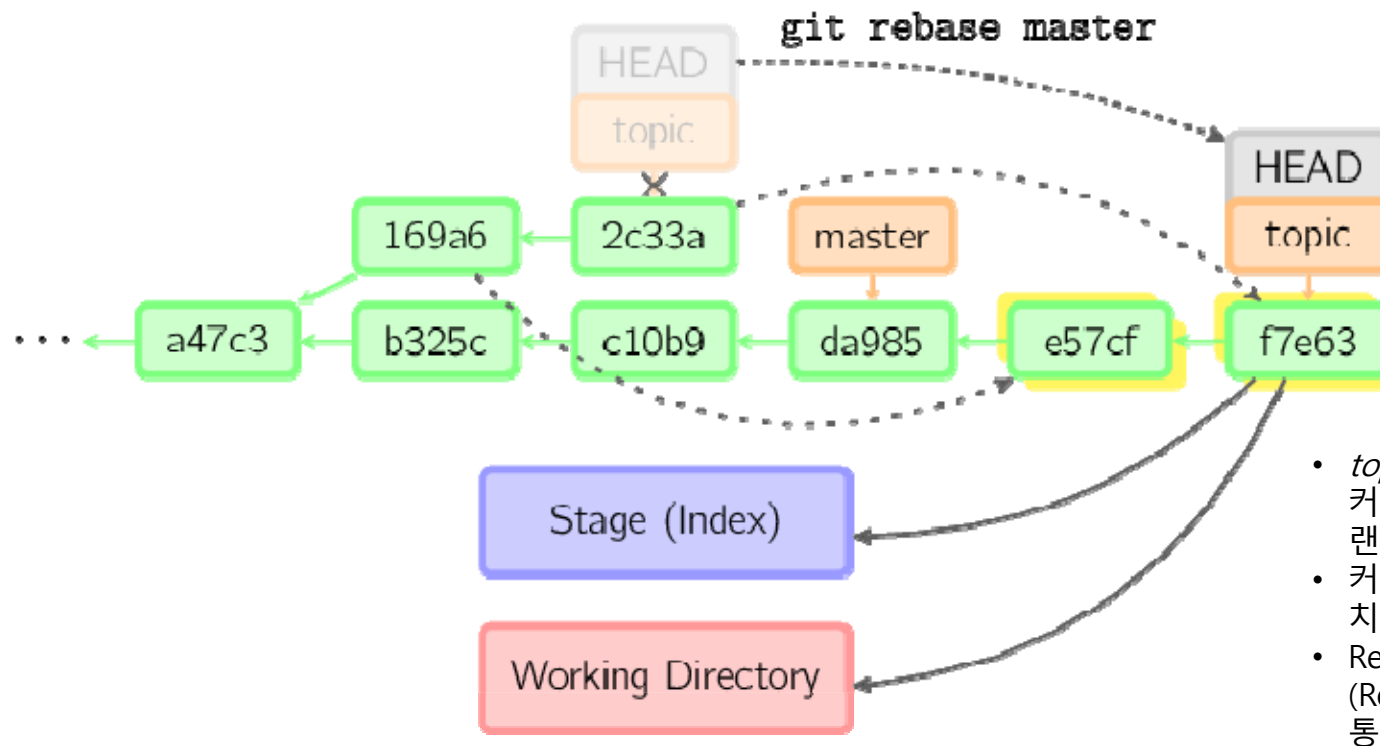 git rebase master
HEAD
topic
HEAD
topic
169a6
2c33a
master
... a47c3
b325c
c10b9
da985
e57cf
f7e63
Stage (Index)
Working Directory
•
커
랜
• 커
치
• Re
(Re
통